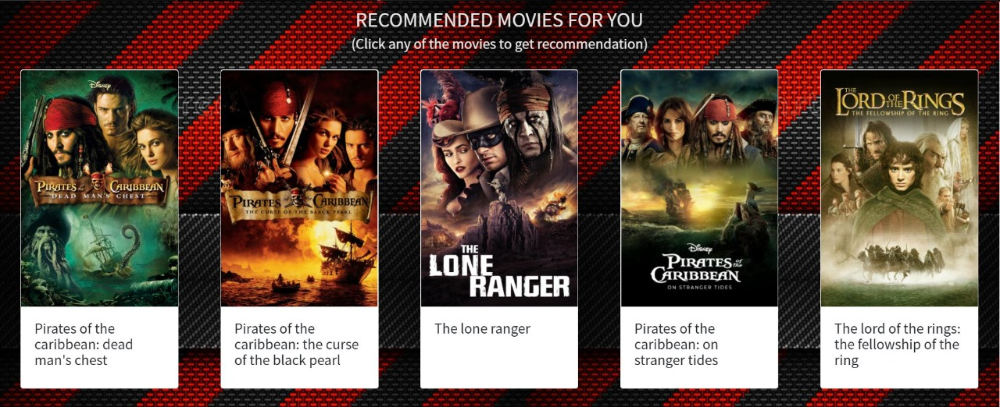 RECOMMENDED MOVIES FOR YOU
(Click any of the movies to get recommendation)
Disney
PIRATES of the CARIBBEAN
DEAD MAN'S CHEST
Pirates of the
caribbean: dead
man's chest
PIRATES of the CARIBBEAN
THE CURSE OF THE BLACK PEARL
Pirates of the
caribbean: the curse
of the black pearl
THE
LONE
RANGER
The lone ranger
Disney
PIRATES of the
CARIBBEAN
ON STRANGER TIDES
Pirates of the
caribbean: on
stranger tides
THE LORD OF THE RINGS
THE FELLOWSHIP OF THE RING
The lord of the rings:
the fellowship of the
ring